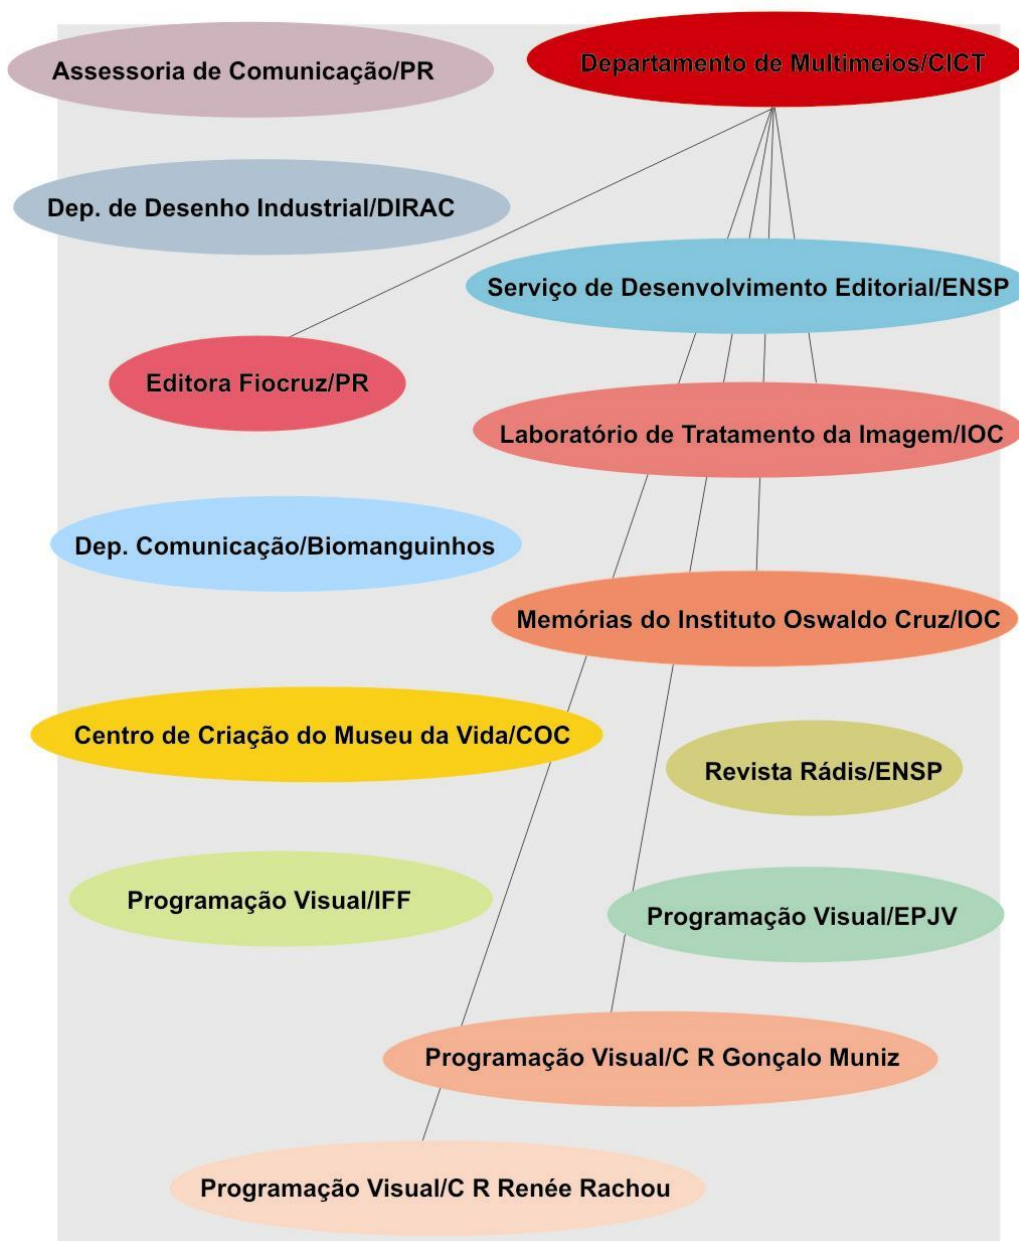 Assessoria de Comunicação/PR
Departamento de Multimeios/CICT
Dep. de Desenho Industrial/DIRAC
Serviço de Desenvolvimento Editorial/ENSP
Editora Fiocruz/PR
Laboratório de Tratamento da Imagem/IOC
Dep. Comunicação/Biomanguinhos
Memórias do Instituto Oswaldo Cruz/IOC
Centro de Criação do Museu da Vida/COC
Revista Rádis/ENSP
Programação Visual/IFF
Programação Visual/EPJV
Programação Visual/C R Gonçalo Muniz
Programação Visual/C R Renée Rachou